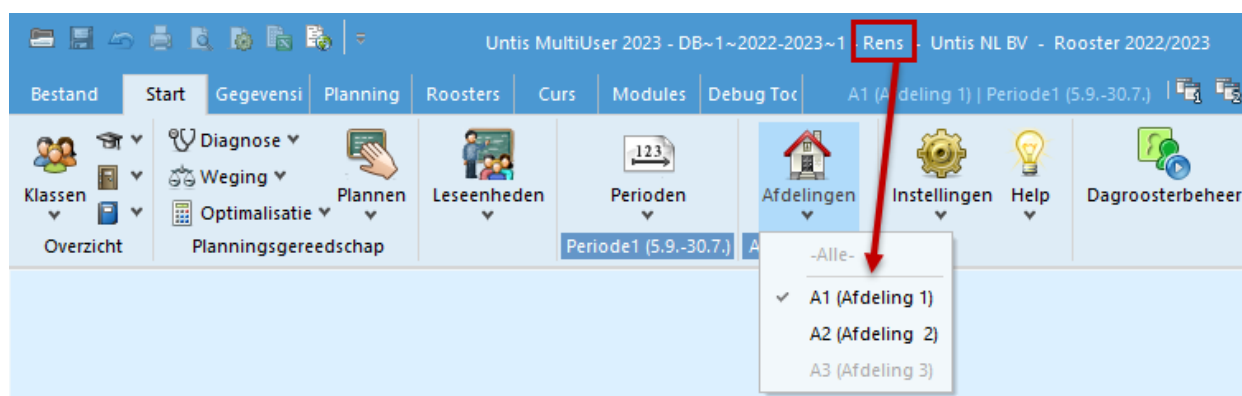 Untis MultiUser 2023 - DB~1~2022-2023~1 - Rens - Untis NL BV - Rooster 2022/2023
Bestand Start Gegevensi Planning Roosters Curs Modules Debug Toc A1 (Afdeling 1) | Periode1 (5.9.-30.7.) 1 2
Diagnose
123
Weging
Klassen Plannen Leseenheden Perioden Afdelingen Instellingen Help Dagroosterbeheer
Optimalisatie
Overzicht Planningsgereedschap Periode1 (5.9.-30.7.) A
-Alle-
A1 (Afdeling 1)
A2 (Afdeling 2)
A3 (Afdeling 3)